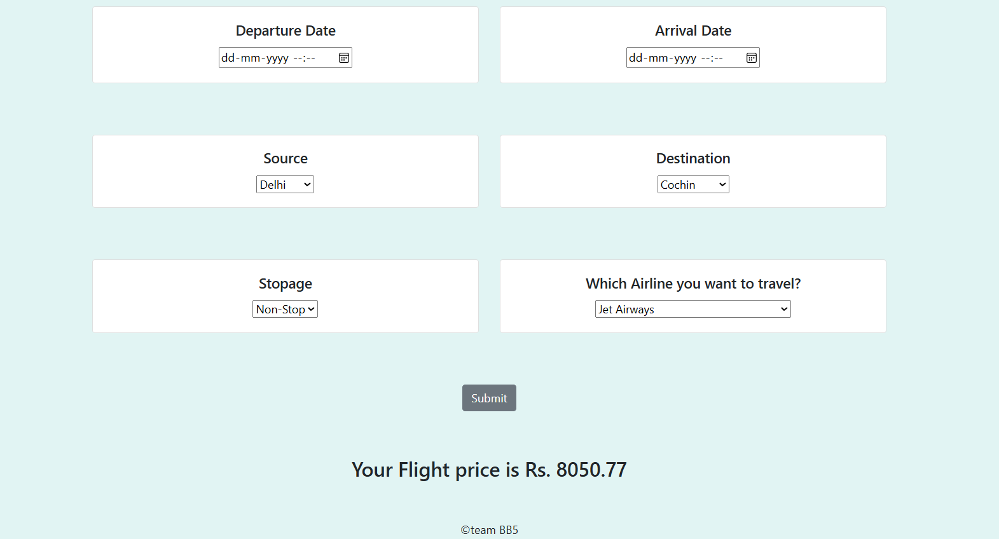 Departure Date
Arrival Date
dd-mm-yyyy --:--
dd-mm-yyyy --:--
Source
Destination
Delhi
Cochin
Stopage
Which Airline you want to travel?
Non-Stop
Jet Airways
Submit
Your Flight price is Rs. 8050.77
©team BB5